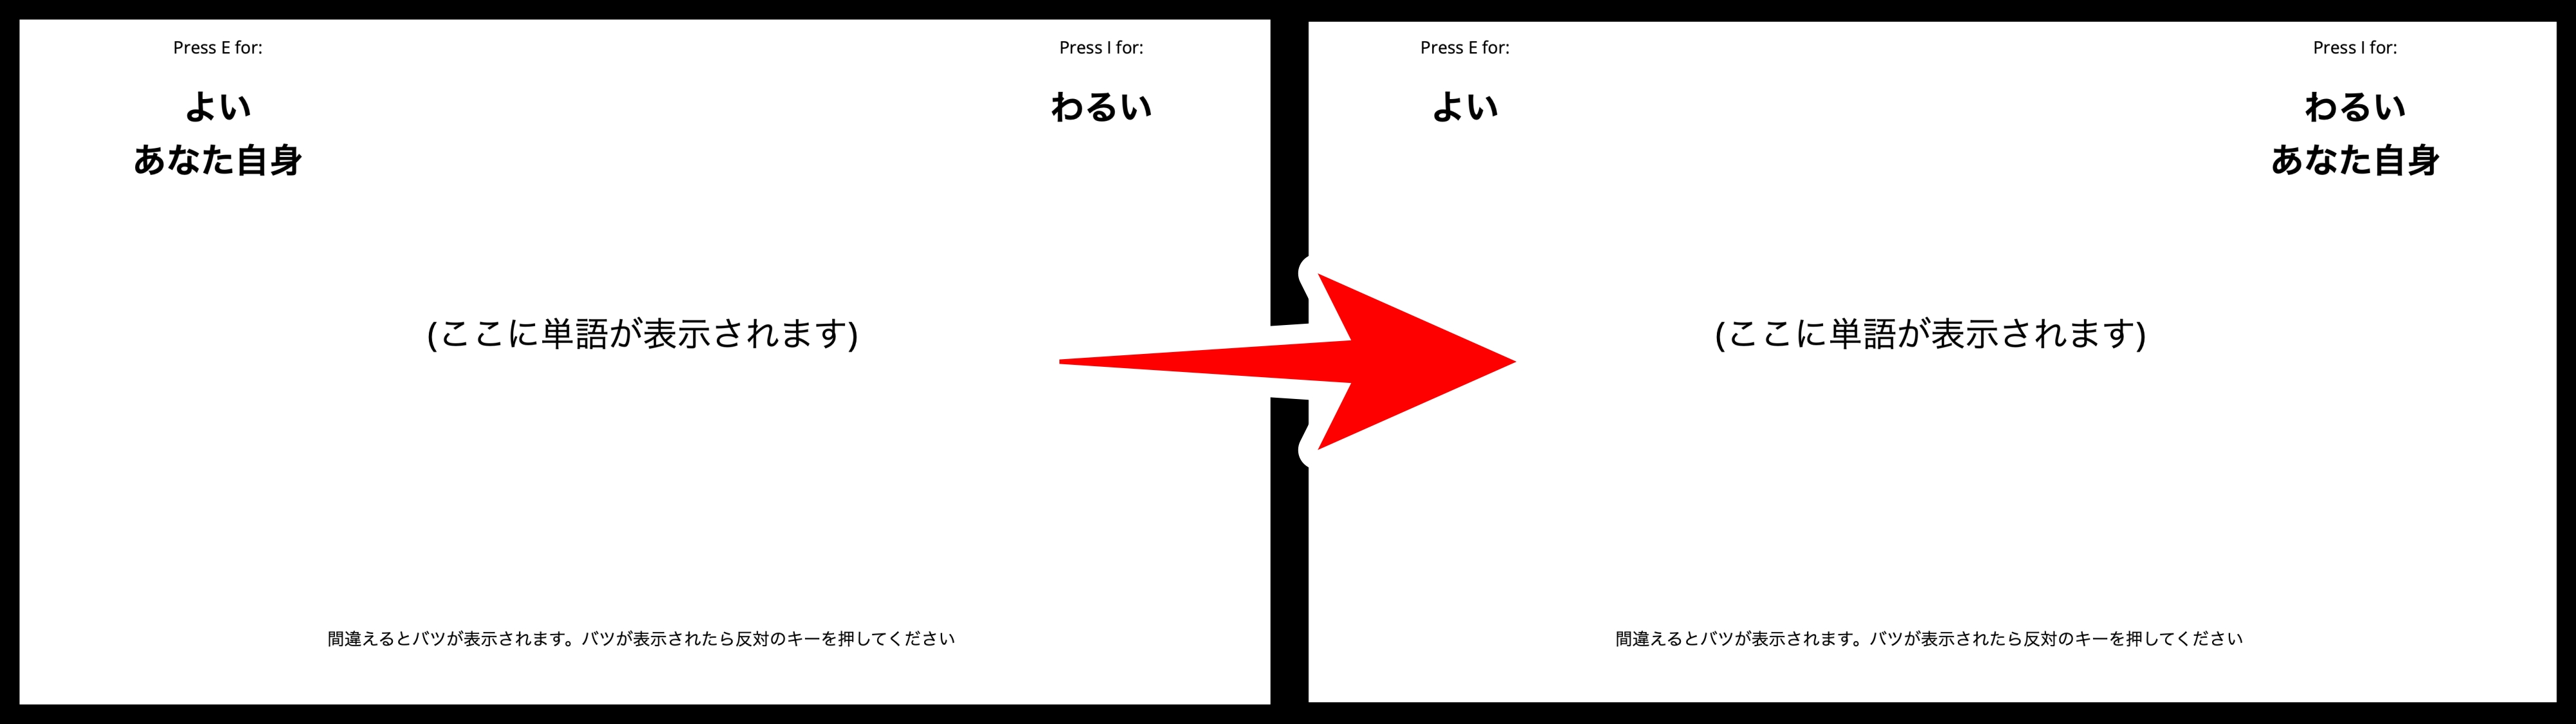 Press E for:
よい
あなた自身
Press I for:
わるい
(ここに単語が表示されます)
間違えるとバツが表示されます。バツが表示されたら反対のキーを押してください
Press E for:
よい
Press I for:
わるい
あなた自身
(ここに単語が表示されます)
間違えるとバツが表示されます。バツが表示されたら反対のキーを押してください